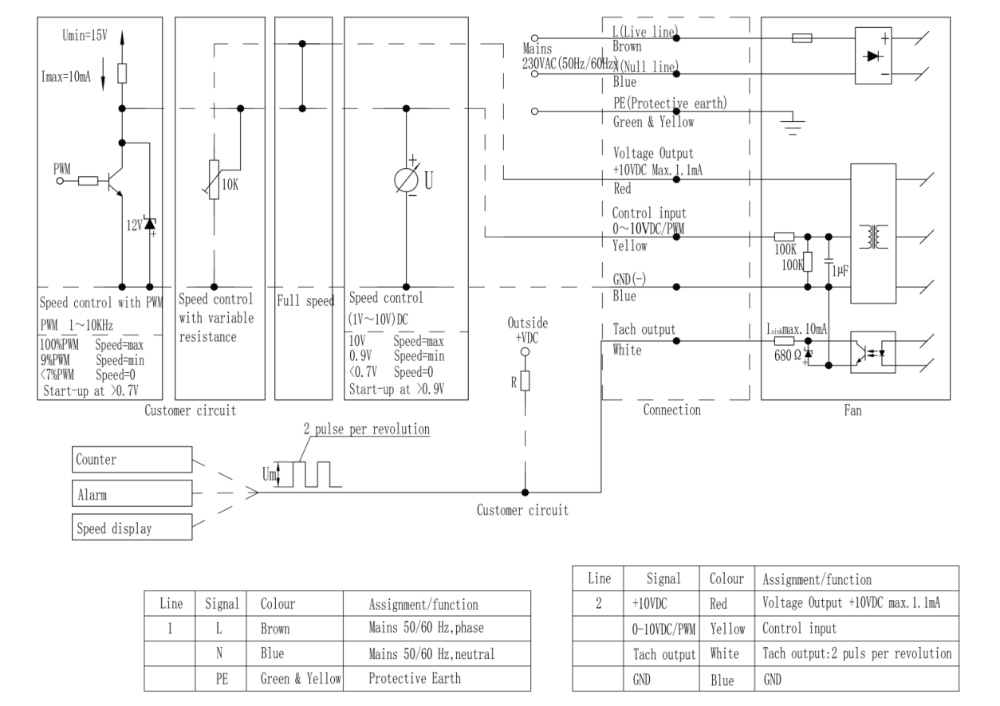 Umin=15V
Imax=10mA
PWM
12V
+
Speed control with PWM
PWM 1～10KHz
100%PWM Speed=max
9%PWM Speed=min
<7%PWM Speed=0
Start-up at >0.7V
10K
Speed control
with variable
resistance
Full speed
+
U
−
Speed control
(1V～10V)DC
10V Speed=max
0.9V Speed=min
<0.7V Speed=0
Start-up at >0.9V
Customer circuit
Mains
230VAC(50Hz/60Hz)
L(Live line)
Brown
N(Null line)
Blue
PE(Protective earth)
Green & Yellow
Voltage Output
+10VDC Max.1.1mA
Red
Control input
0～10VDC/PWM
Yellow
GND(-)
Blue
Tach output
White
Connection
+
−
100K
100K
1μF
Isinkmax.10mA
680Ω
+
Fan
Outside
+VDC
R
2 pulse per revolution
Um
Counter
Alarm
Speed display
Customer circuit
Line Signal Colour Assignment/function
1 L Brown Mains 50/60 Hz,phase
N Blue Mains 50/60 Hz,neutral
PE Green & Yellow Protective Earth
Line Signal Colour Assignment/function
2 +10VDC Red Voltage Output +10VDC max.1.1mA
0-10VDC/PWM Yellow Control input
Tach output White Tach output:2 puls per revolution
GND Blue GND